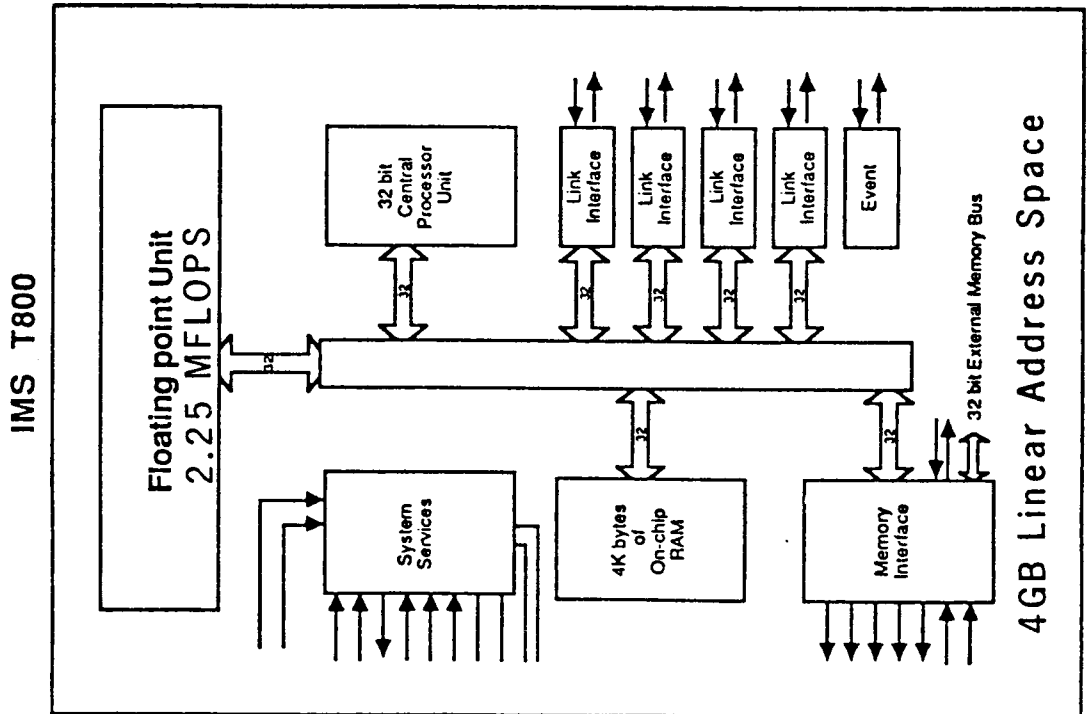 IMS T800
Floating point Unit
2.25 MFLOPS
32
System
Services
32 bit
Central
Processor
Unit
32
4K bytes
of
On-chip
RAM
32
Link
Interface
32
Link
Interface
32
Link
Interface
32
Link
Interface
32
Event
Memory
Interface
32
32 bit External Memory Bus
4GB Linear Address Space